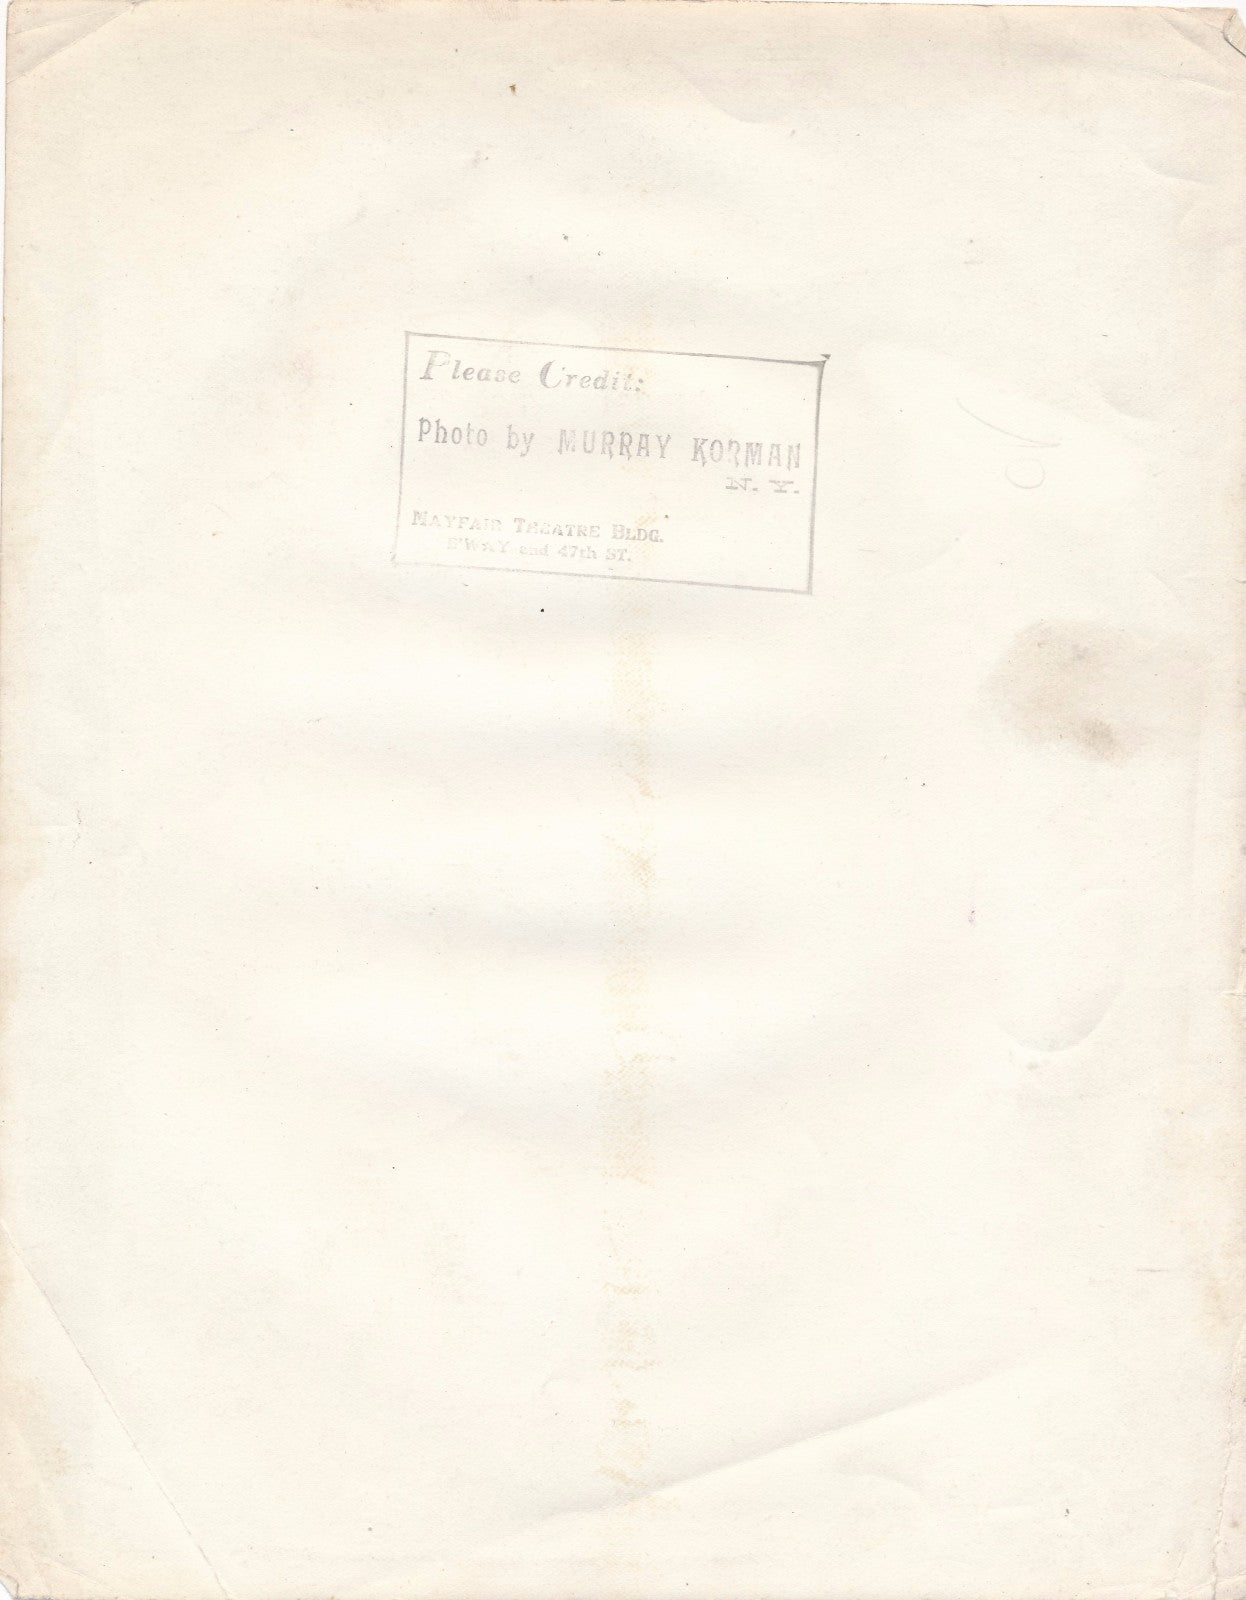 Please Credit:
Photo by MURRAY KORMAN
N. Y.
MAYFAIR THEATRE BLDG.
B'WAY and 47th ST.